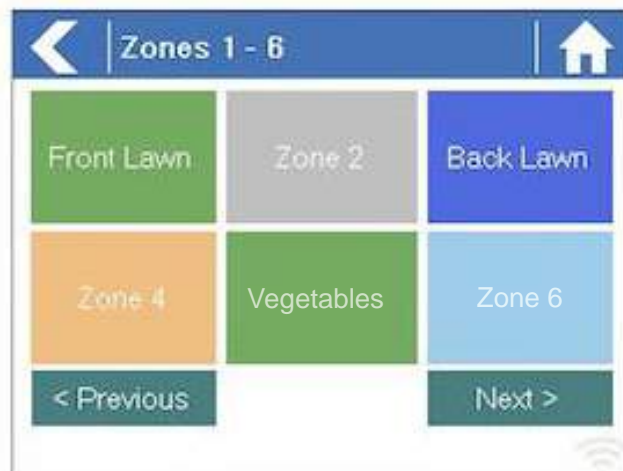 Zones 1 - 6
Front Lawn
Zone 2
Back Lawn
Zone 4
Vegetables
Zone 6
< Previous
Next >